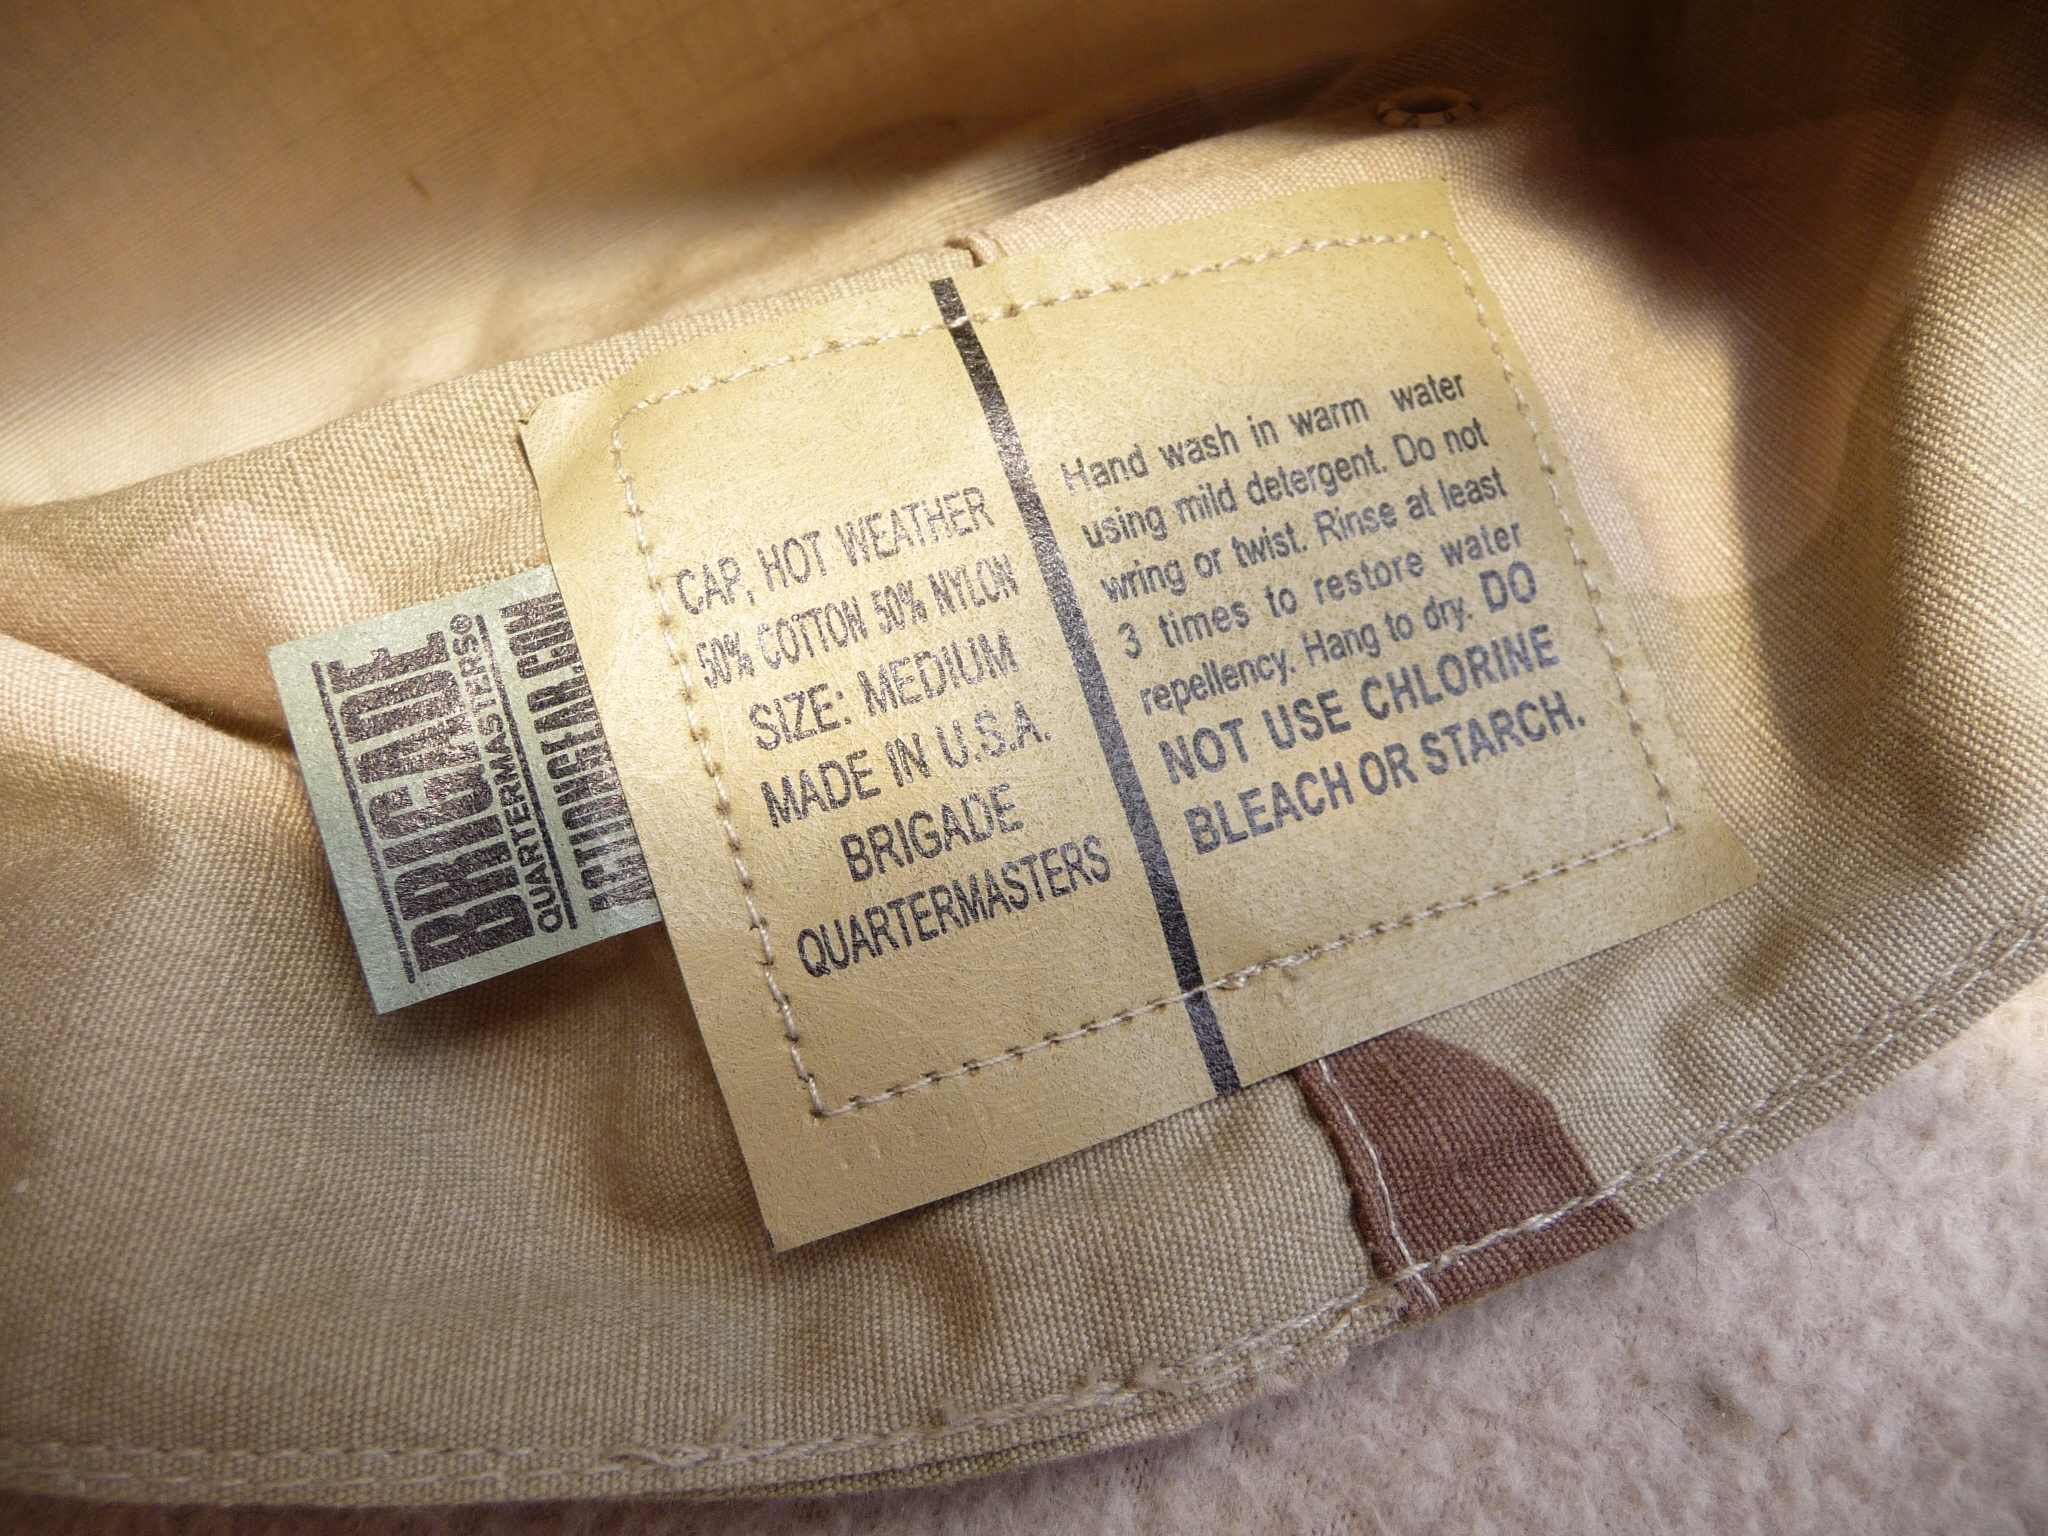 BRIGADE
QUARTERMASTERS®
ACTIONGEAR.COM
CAP, HOT WEATHER
50% COTTON 50% NYLON
SIZE: MEDIUM
MADE IN U.S.A.
BRIGADE
QUARTERMASTERS
Hand wash in warm water
using mild detergent. Do not
wring or twist. Rinse at least
3 times to restore water
repellency. Hang to dry. DO
NOT USE CHLORINE
BLEACH OR STARCH.